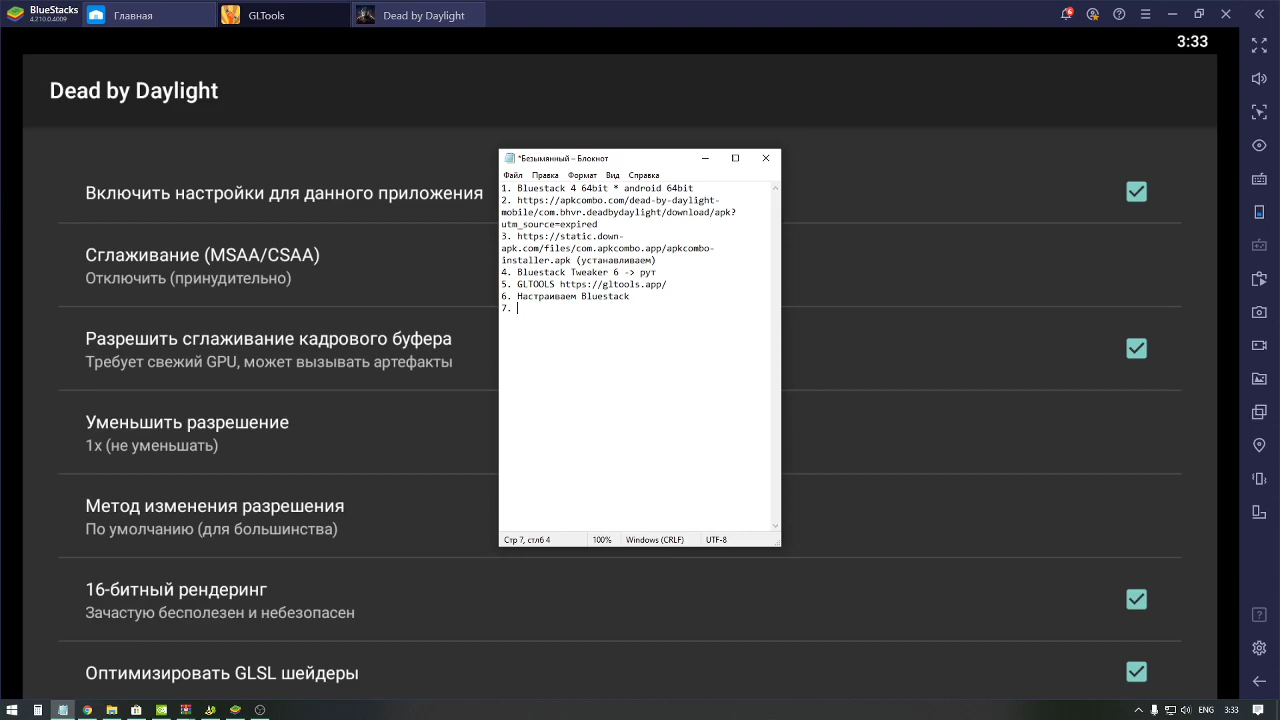 BlueStacks
4.210.0.4009
Главная
GLTools
Dead by Daylight
6
3:33
Dead by Daylight
Включить настройки для данного приложения
Сглаживание (MSAA/CSAA)
Отключить (принудительно)
Разрешить сглаживание кадрового буфера
Требует свежий GPU, может вызывать артефакты
Уменьшить разрешение
1x (не уменьшать)
Метод изменения разрешения
По умолчанию (для большинства)
16-битный рендеринг
Зачастую бесполезен и небезопасен
Оптимизировать GLSL шейдеры
*Безымянный – Блокнот
Файл Правка Формат Вид Справка
1. Bluestack 4 64bit * android 64bit
2. https://apkcombo.com/dead-by-daylight-
mobile/com.bhvr.deadbydaylight/download/apk?
utm_source=expired
3. https://static.down-
apk.com/files/com.apkcombo.app/apkcombo-
installer.apk (устанавливаем)
4. Bluestack Tweaker 6 -> рут
5. GLTOOLS https://gltools.app/
6. Настраиваем Bluestack
7.
Стр 7, стлб 4 100% Windows (CRLF) UTF-8
ENG 3:33